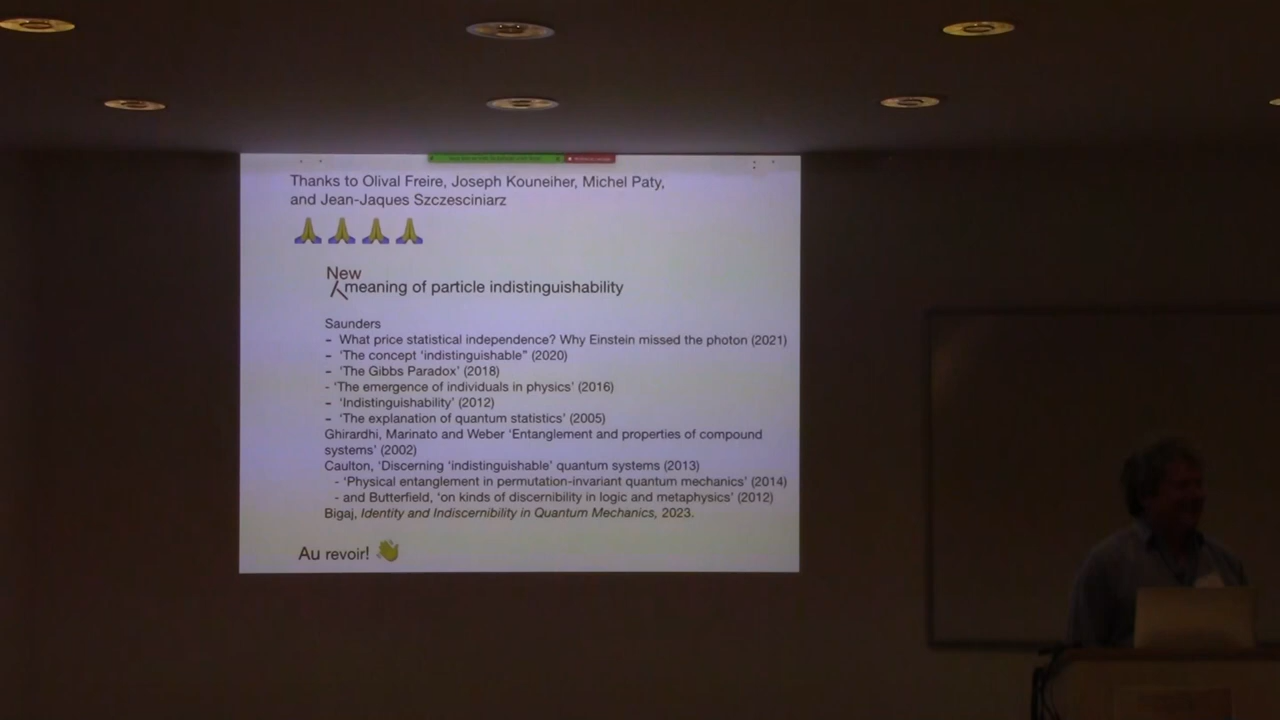 Thanks to Olival Freire, Joseph Kouneiher, Michel Paty,
and Jean-Jaques Szczesciniarz
New
meaning of particle indistinguishability
Saunders
– What price statistical independence? Why Einstein missed the photon (2021)
– ‘The concept ‘indistinguishable” (2020)
– ‘The Gibbs Paradox’ (2018)
- ‘The emergence of individuals in physics’ (2016)
– ‘Indistinguishability’ (2012)
– ‘The explanation of quantum statistics’ (2005)
Ghirardhi, Marinato and Weber ‘Entanglement and properties of compound
systems’ (2002)
Caulton, ‘Discerning ‘indistinguishable’ quantum systems (2013)
- ‘Physical entanglement in permutation-invariant quantum mechanics’ (2014)
- and Butterfield, ‘on kinds of discernibility in logic and metaphysics’ (2012)
Bigaj, Identity and Indiscernibility in Quantum Mechanics, 2023.
Au revoir!